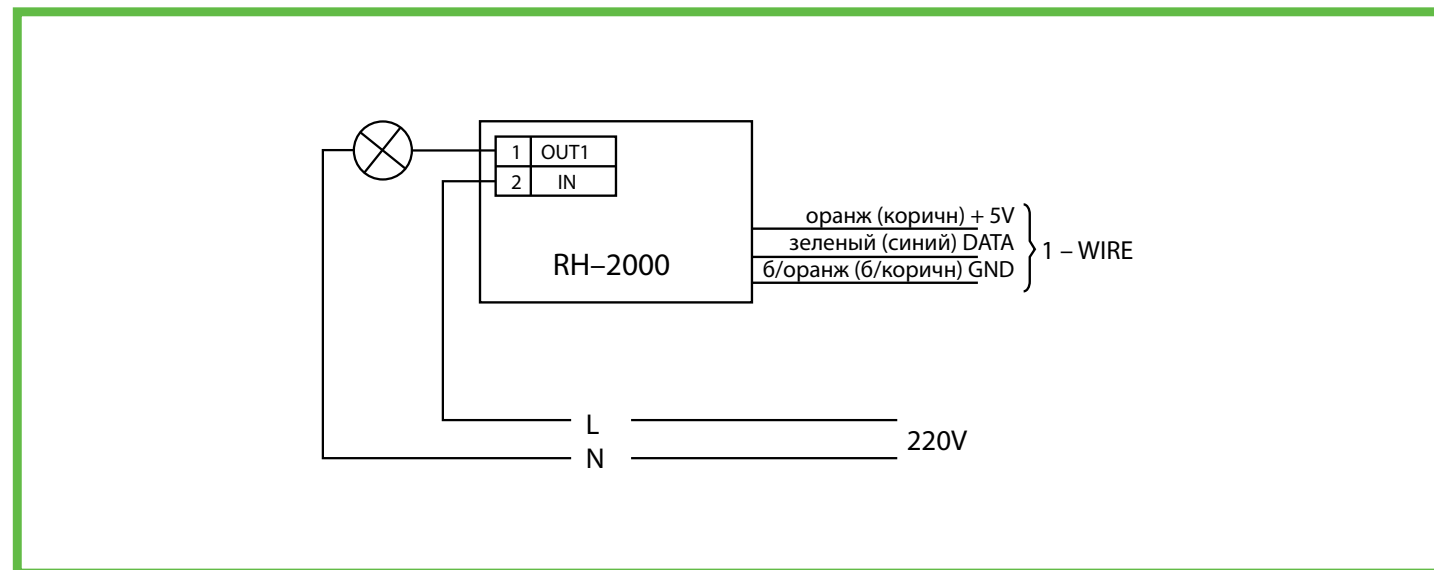 1 OUT1
2 IN
RH–2000
оранж (коричн) + 5V
зеленый (синий) DATA
б/оранж (б/коричн) GND
1 – WIRE
L
N
220V